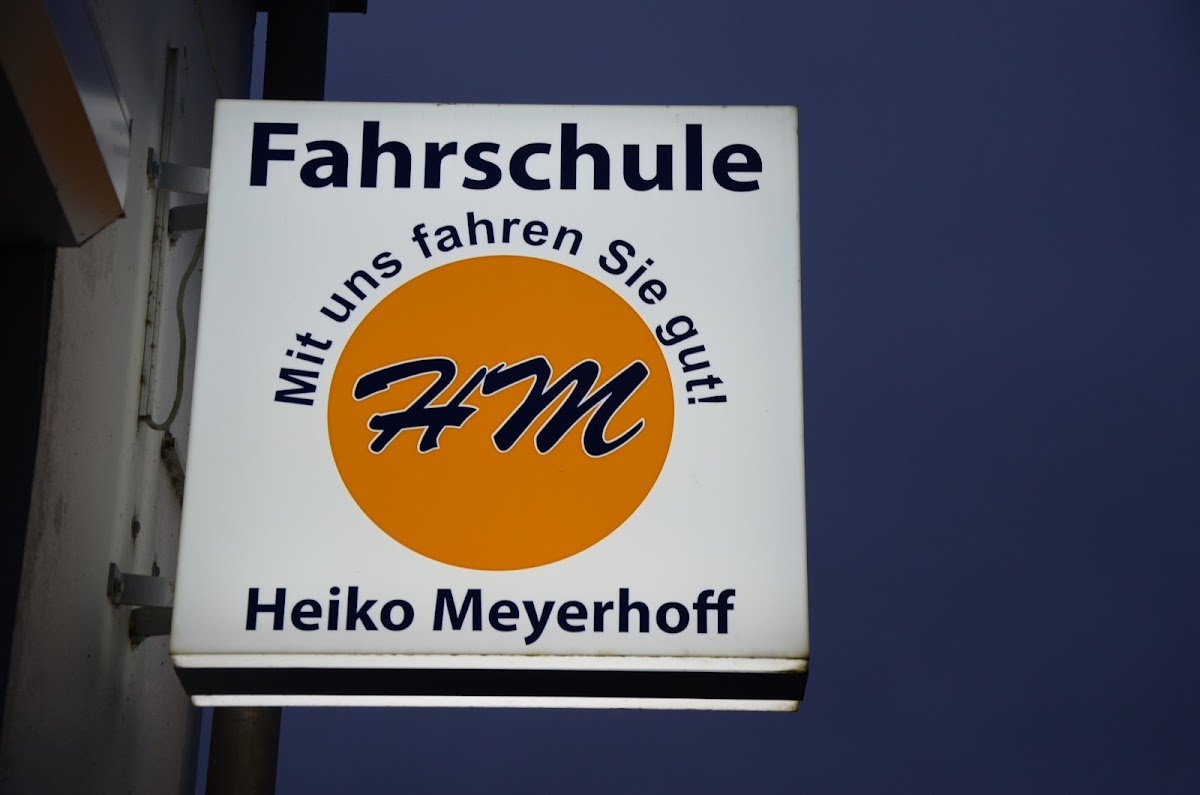 Fahrschule
Mit uns fahren Sie gut!
HM
Heiko Meyerhoff